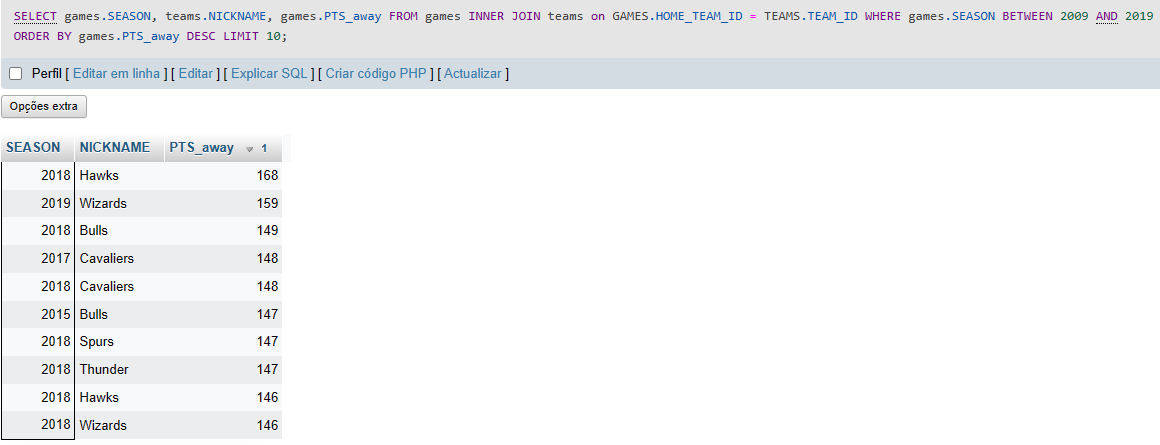 SELECT games.SEASON, teams.NICKNAME, games.PTS_away FROM games INNER JOIN teams on GAMES.HOME_TEAM_ID = TEAMS.TEAM_ID WHERE games.SEASON BETWEEN 2009 AND 2019
ORDER BY games.PTS_away DESC LIMIT 10;
Perfil [ Editar em linha ] [ Editar ] [ Explicar SQL ] [ Criar código PHP ] [ Actualizar ]
Opções extra
SEASON NICKNAME PTS_away 1
2018 Hawks 168
2019 Wizards 159
2018 Bulls 149
2017 Cavaliers 148
2018 Cavaliers 148
2015 Bulls 147
2018 Spurs 147
2018 Thunder 147
2018 Hawks 146
2018 Wizards 146